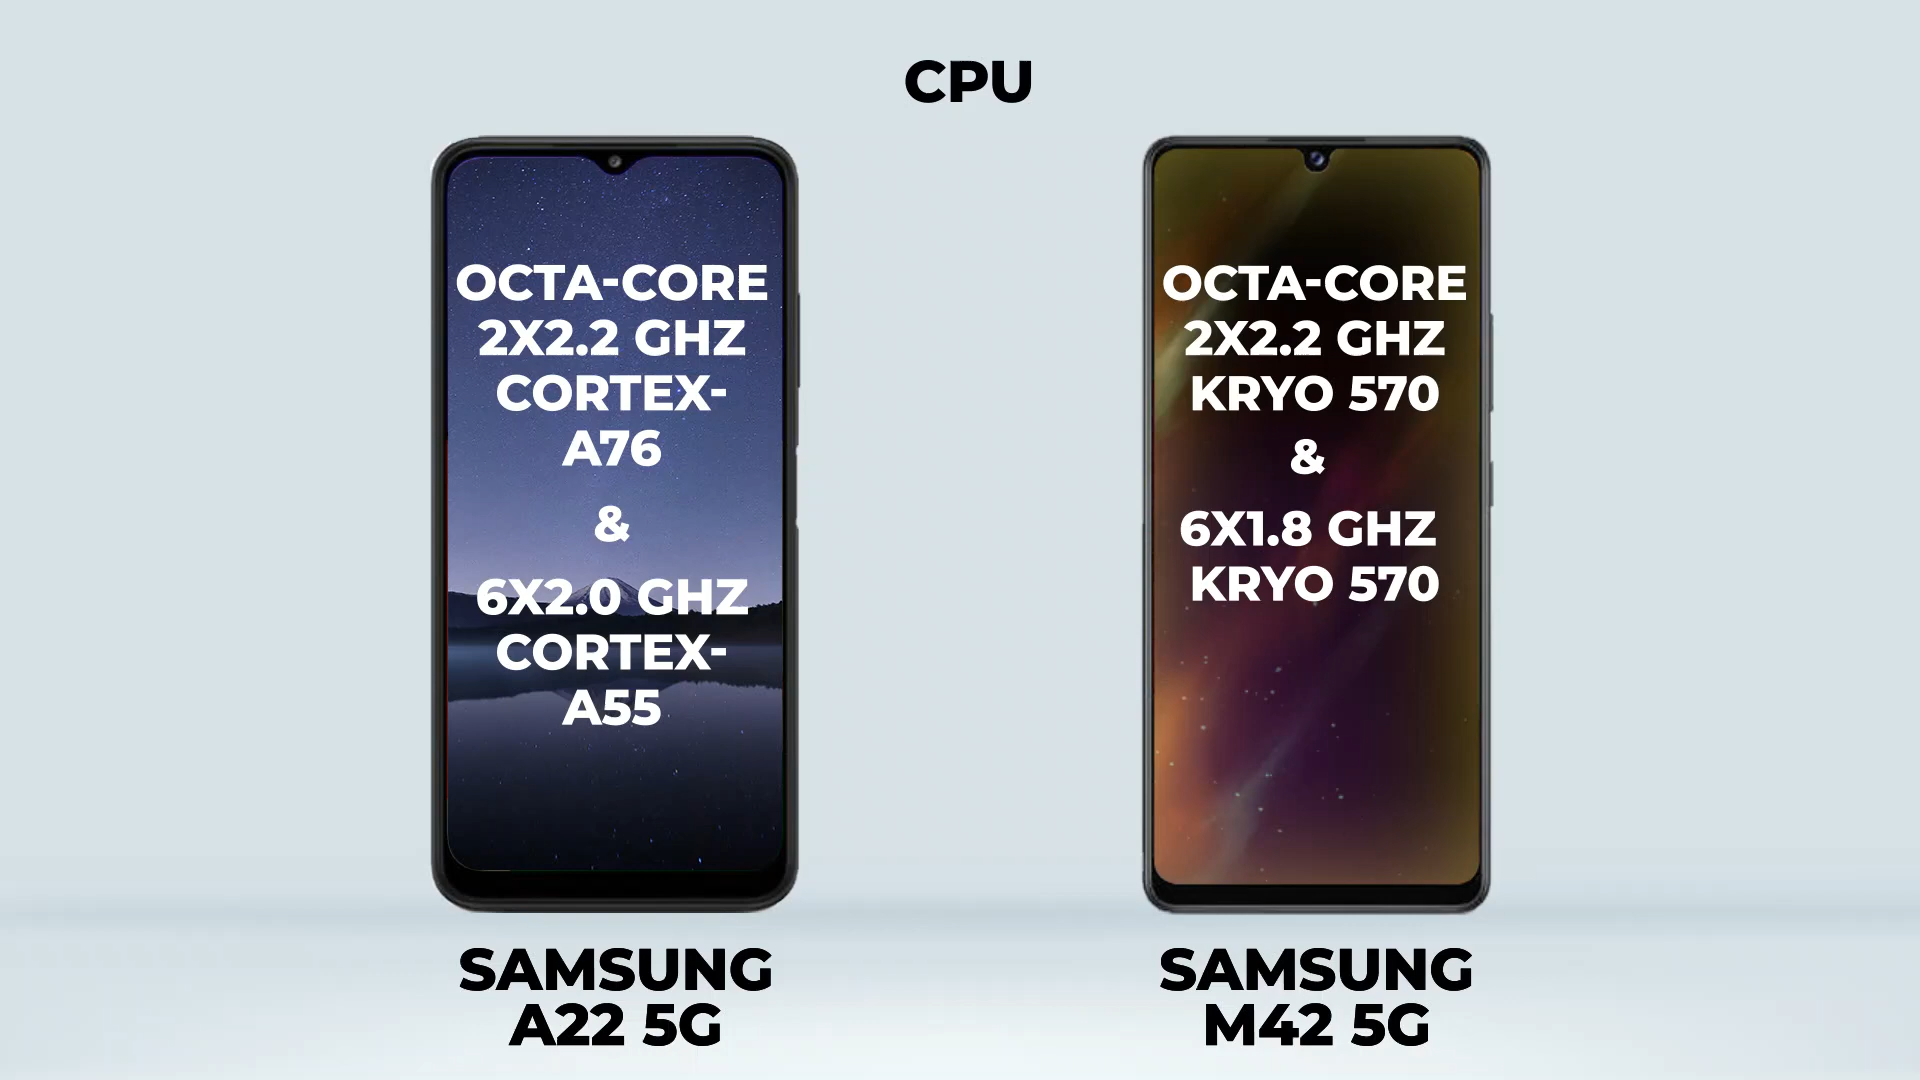 CPU
OCTA-CORE
2X2.2 GHZ
CORTEX-
A76
&
6X2.0 GHZ
CORTEX-
A55
SAMSUNG
A22 5G
OCTA-CORE
2X2.2 GHZ
KRYO 570
&
6X1.8 GHZ
KRYO 570
SAMSUNG
M42 5G